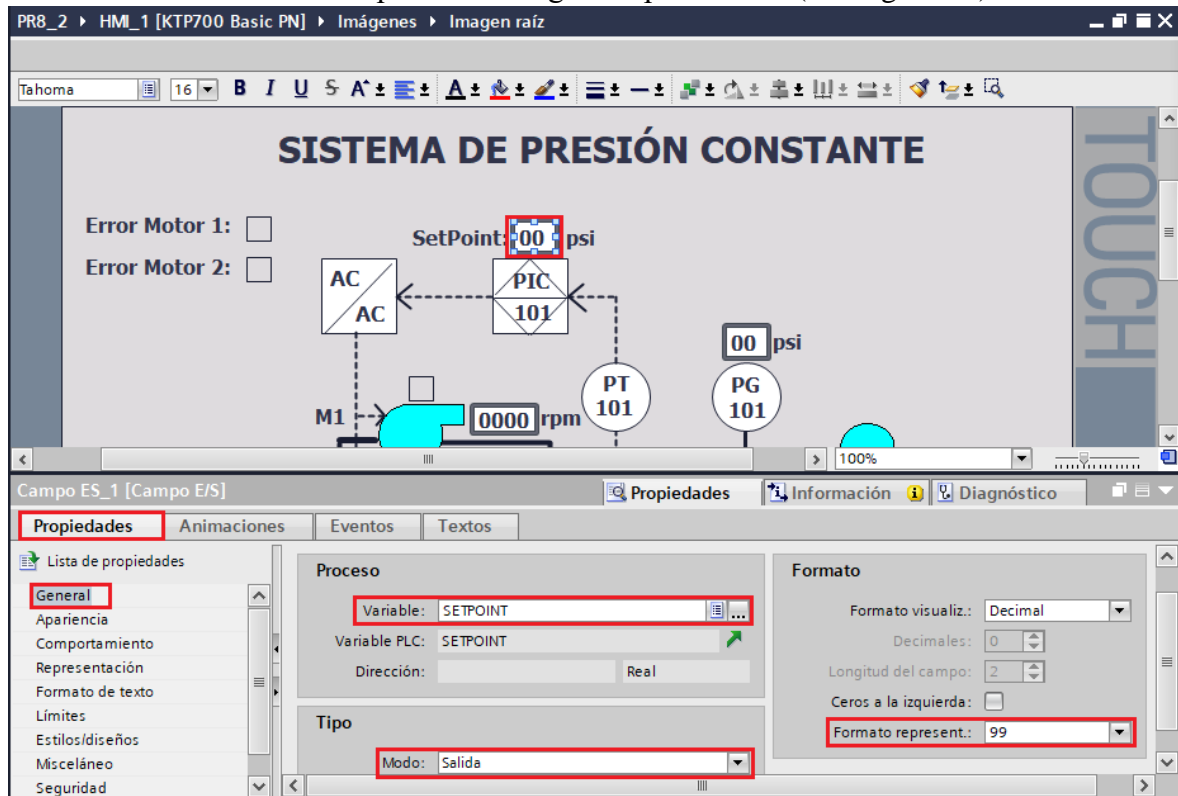 PR8_2 ▸ HMI_1 [KTP700 Basic PN] ▸ Imágenes ▸ Imagen raíz
Tahoma 16 B I U S A A
SISTEMA DE PRESIÓN CONSTANTE
TOUCH
Error Motor 1:
SetPoint: 00 psi
Error Motor 2:
AC
AC
PIC
101
00 psi
PT
101
PG
101
M1
0000 rpm
100%
Campo ES_1 [Campo E/S]
Propiedades Información Diagnóstico
Propiedades Animaciones Eventos Textos
Lista de propiedades
General
Apariencia
Comportamiento
Representación
Formato de texto
Límites
Estilos/diseños
Misceláneo
Seguridad
Proceso
Variable: SETPOINT ...
Variable PLC: SETPOINT
Dirección: Real
Tipo
Modo: Salida
Formato
Formato visualiz.: Decimal
Decimales: 0
Longitud del campo: 2
Ceros a la izquierda:
Formato represent.: 99